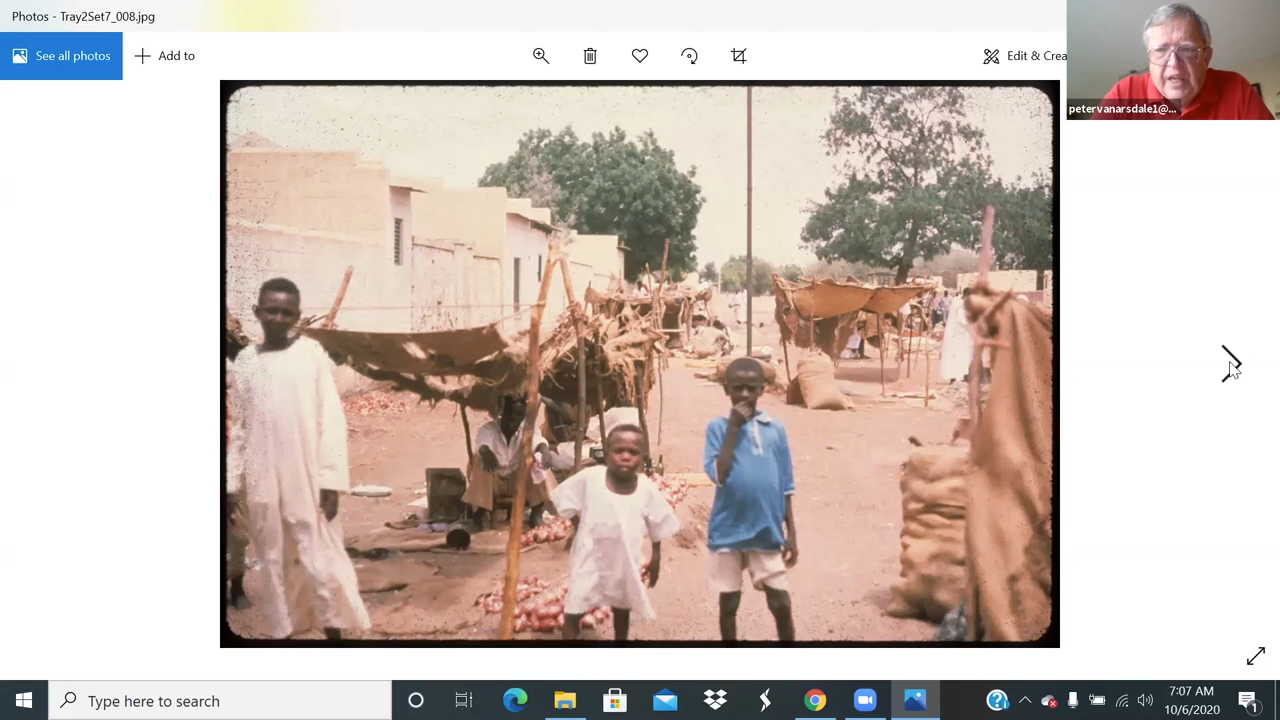 Photos - Tray2Set7_008.jpg
See all photos
Add to
Edit & Crea
petervanarsdale1@...
Type here to search
7:07 AM
10/6/2020
1